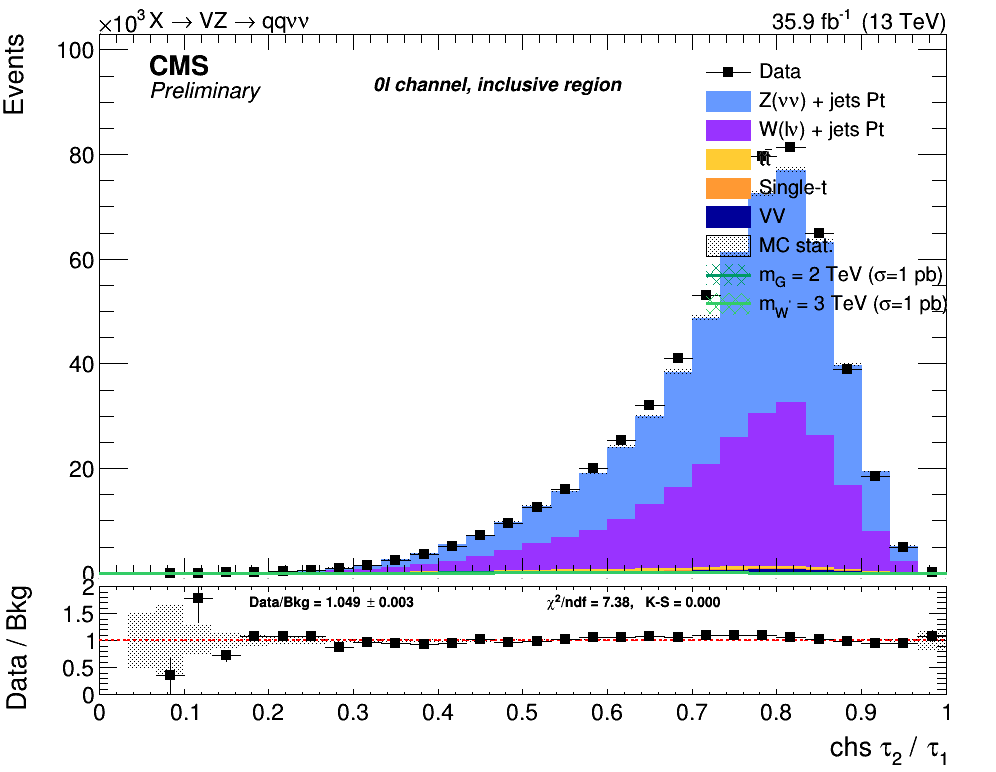 ×10³ X → VZ → qqνν 35.9 fb⁻¹ (13 TeV)
Events
CMS
Preliminary
0l channel, inclusive region
Data
Z(νν) + jets Pt
W(lν) + jets Pt
tt̄
Single-t
VV
MC stat.
m_G = 2 TeV (σ=1 pb)
m_W' = 3 TeV (σ=1 pb)
100
80
60
40
20
0
Data / Bkg
Data/Bkg = 1.049 ± 0.003 χ²/ndf = 7.38, K-S = 0.000
2
1.5
1
0.5
0
0 0.1 0.2 0.3 0.4 0.5 0.6 0.7 0.8 0.9 1
chs τ₂ / τ₁